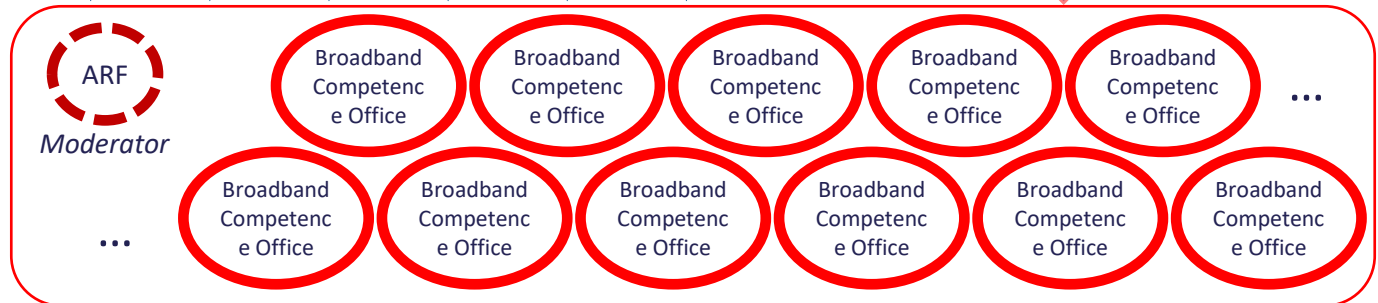 ARF
Moderator
Broadband
Competenc
e Office
Broadband
Competenc
e Office
Broadband
Competenc
e Office
Broadband
Competenc
e Office
Broadband
Competenc
e Office
...
...
Broadband
Competenc
e Office
Broadband
Competenc
e Office
Broadband
Competenc
e Office
Broadband
Competenc
e Office
Broadband
Competenc
e Office
Broadband
Competenc
e Office